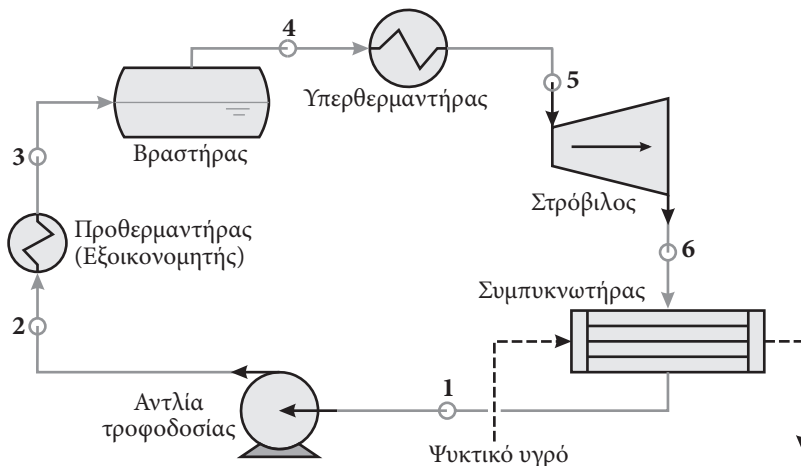 4
Υπερθερμαντήρας
5
Βραστήρας
3
Στρόβιλος
Προθερμαντήρας
(Εξοικονομητής)
6
Συμπυκνωτήρας
2
1
Αντλία
τροφοδοσίας
Ψυκτικό υγρό